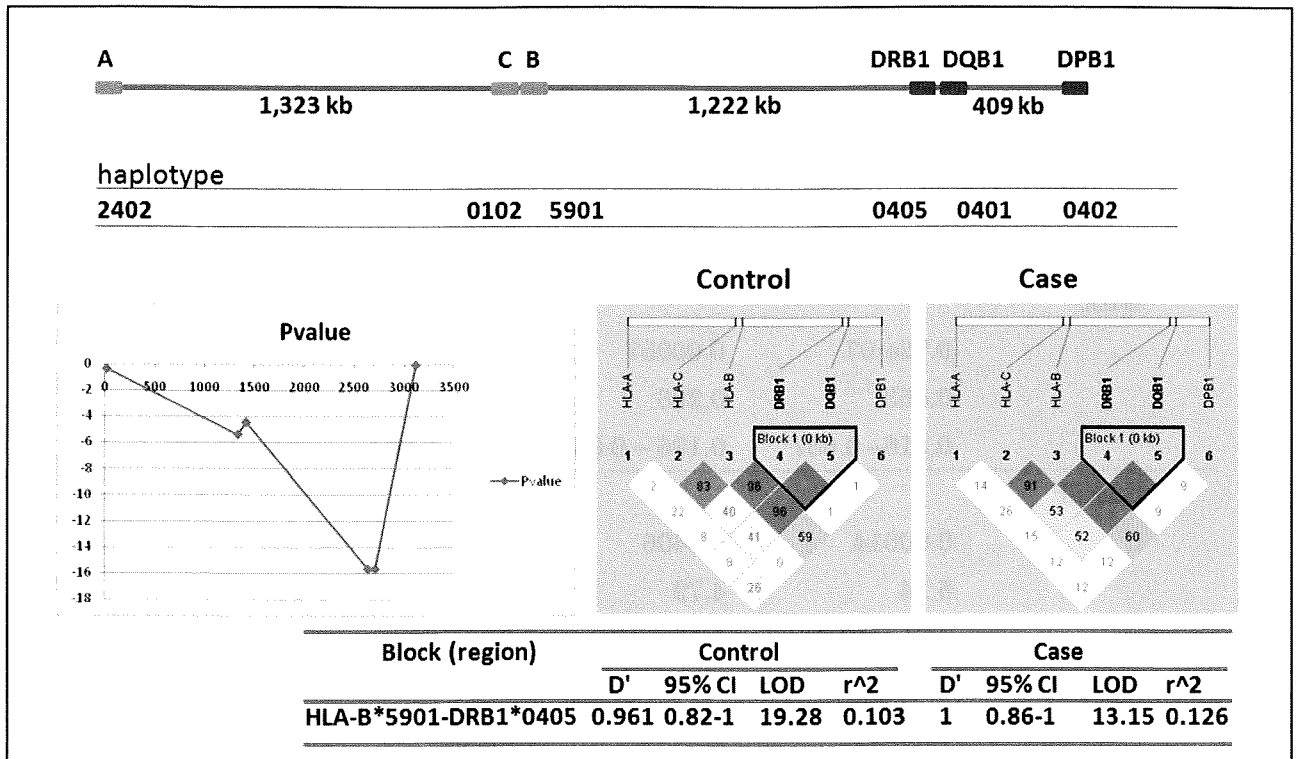 A C B DRB1 DQB1 DPB1
1,323 kb 1,222 kb 409 kb
haplotype
2402 0102 5901 0405 0401 0402
Control Case
Pvalue
0
-2
-4
-6
-8
-10
-12
-14
-16
-18
0 500 1000 1500 2000 2500 3000 3500
Pvalue
HLA-A HLA-C HLA-B DRB1 DQB1 DPB1
Block 1 (0 kb)
1 2 3 4 5 6
2 83 96 1
22 40 96 1
8 41 59
8 0
26
HLA-A HLA-C HLA-B DRB1 DQB1 DPB1
Block 1 (0 kb)
1 2 3 4 5 6
14 91 9
26 53 9
15 52 60
12 12
12
Block (region) Control Case
D' 95% CI LOD r^2 D' 95% CI LOD r^2
HLA-B*5901-DRB1*0405 0.961 0.82-1 19.28 0.103 1 0.86-1 13.15 0.126